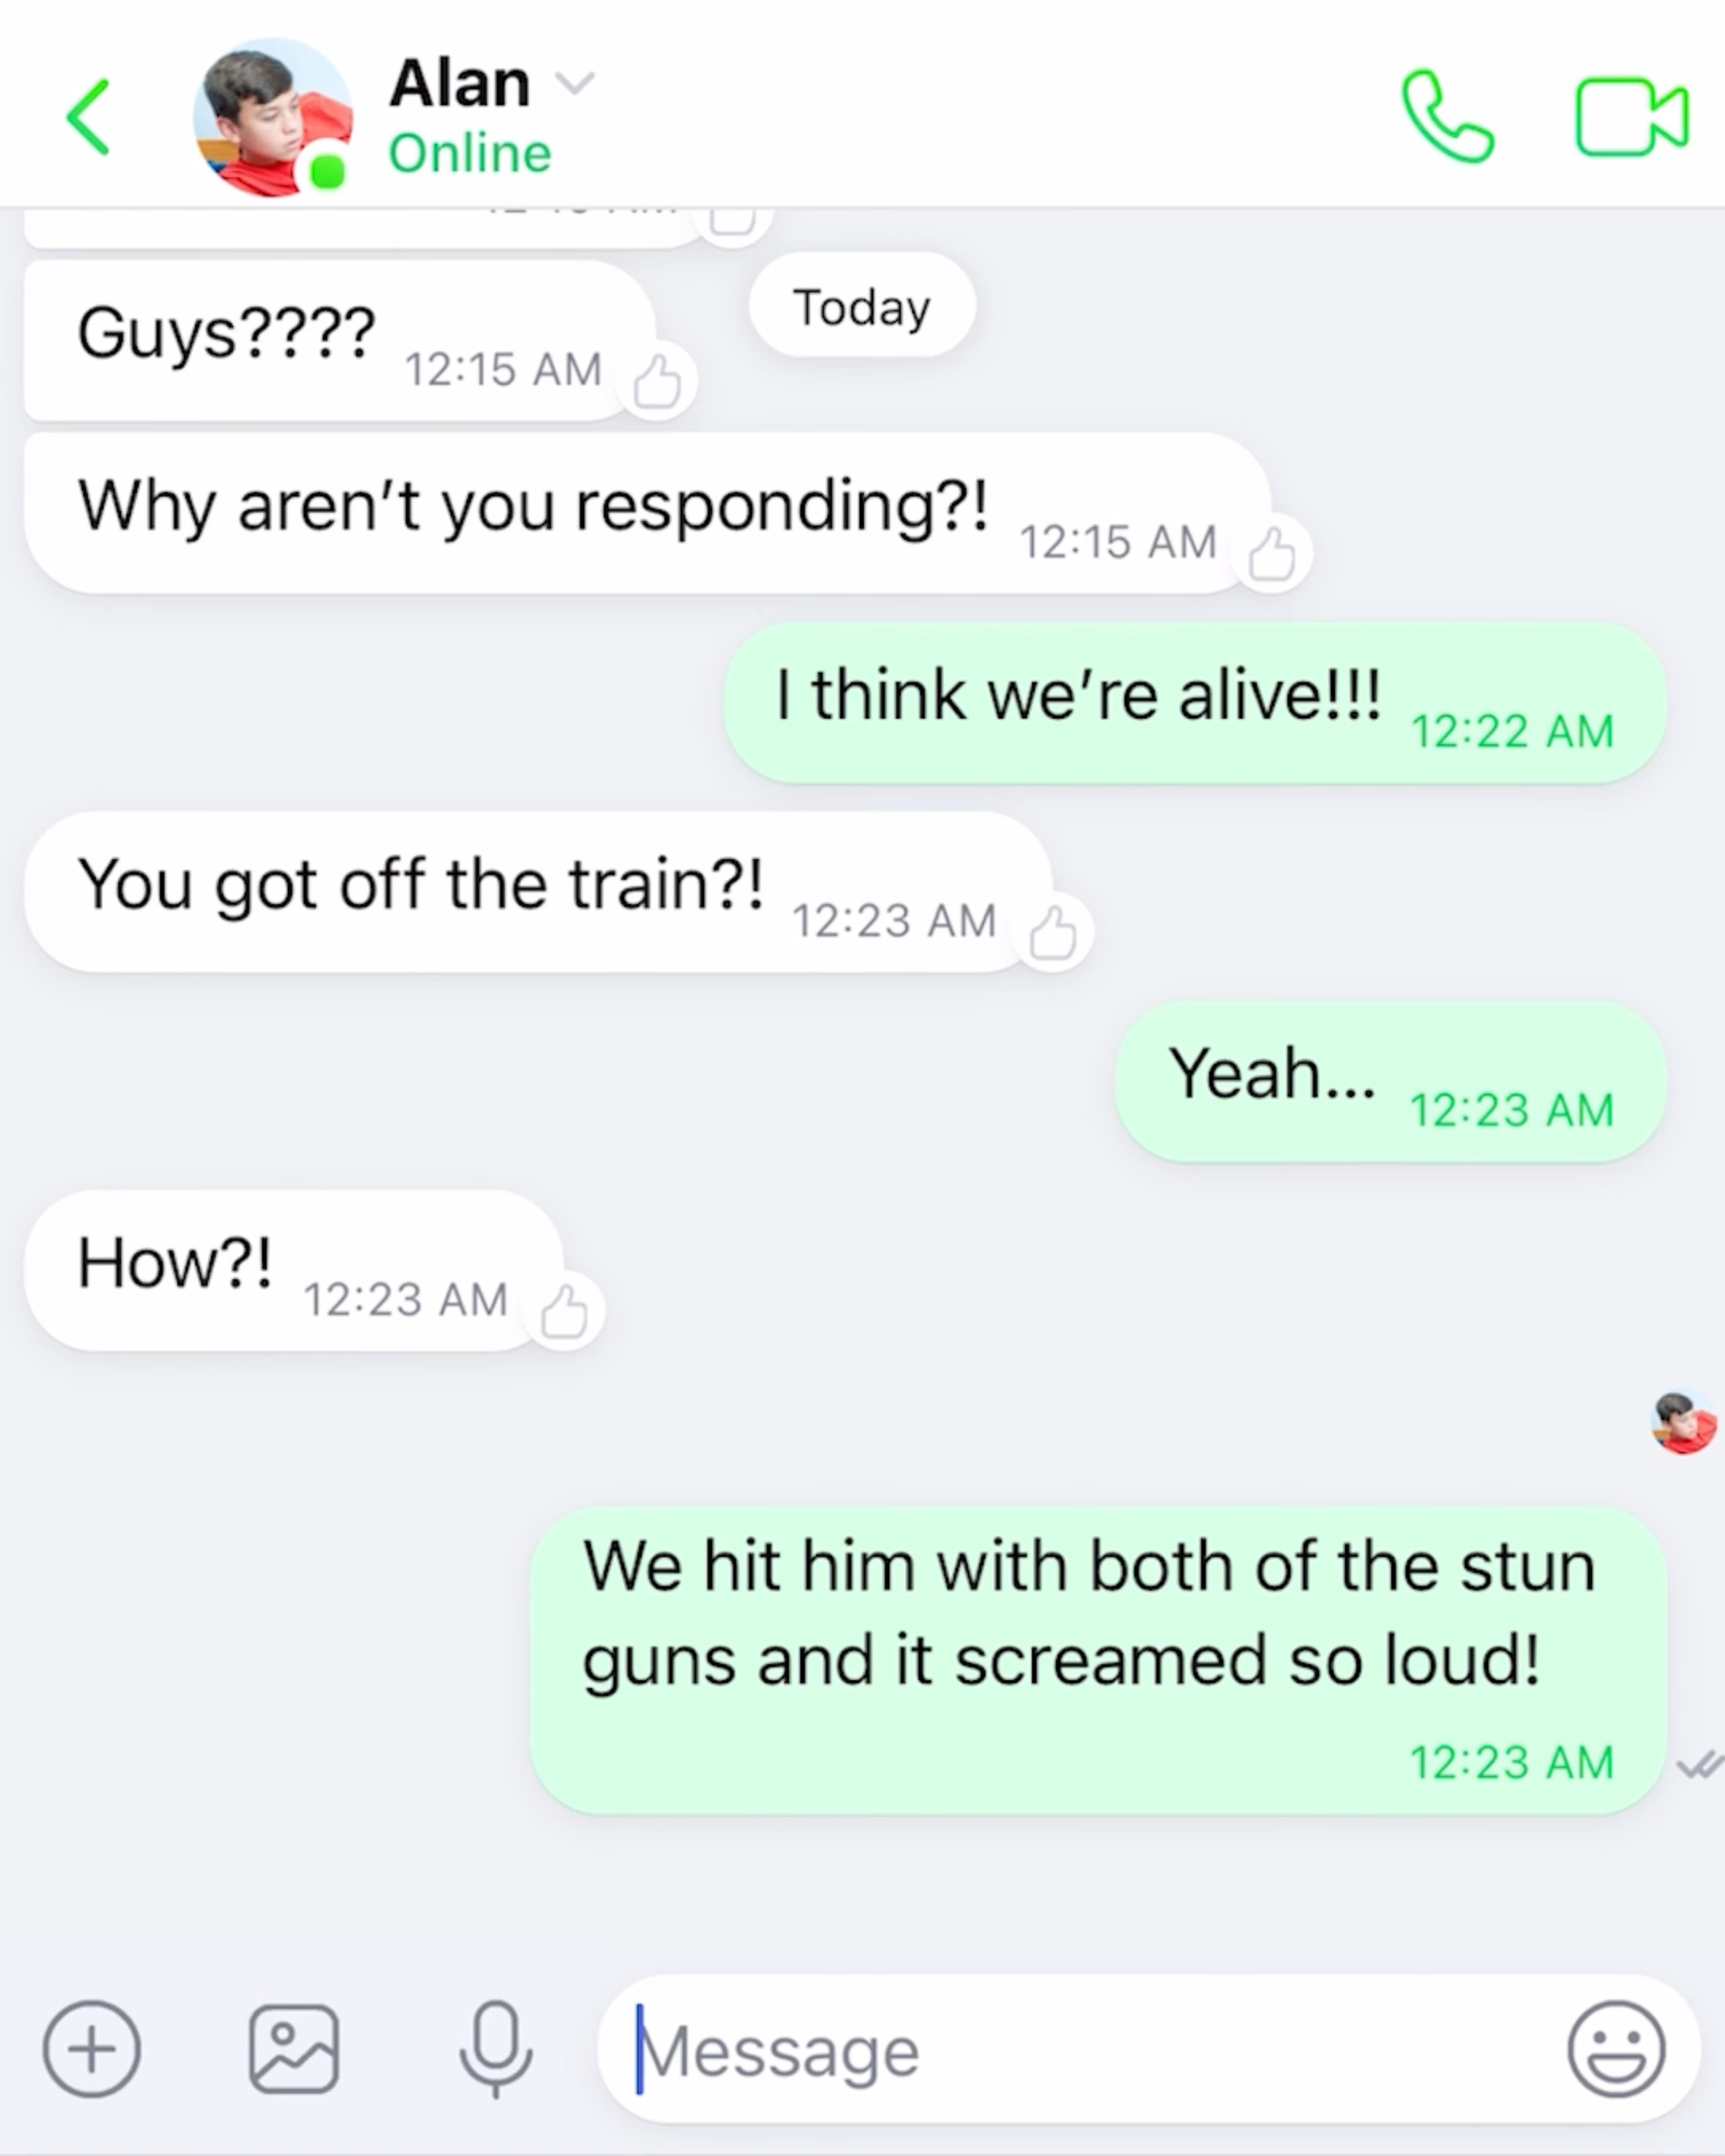 Alan
Online
Today
Guys????
12:15 AM
Why aren’t you responding?!
12:15 AM
I think we’re alive!!!
12:22 AM
You got off the train?!
12:23 AM
Yeah...
12:23 AM
How?!
12:23 AM
We hit him with both of the stun
guns and it screamed so loud!
12:23 AM
Message